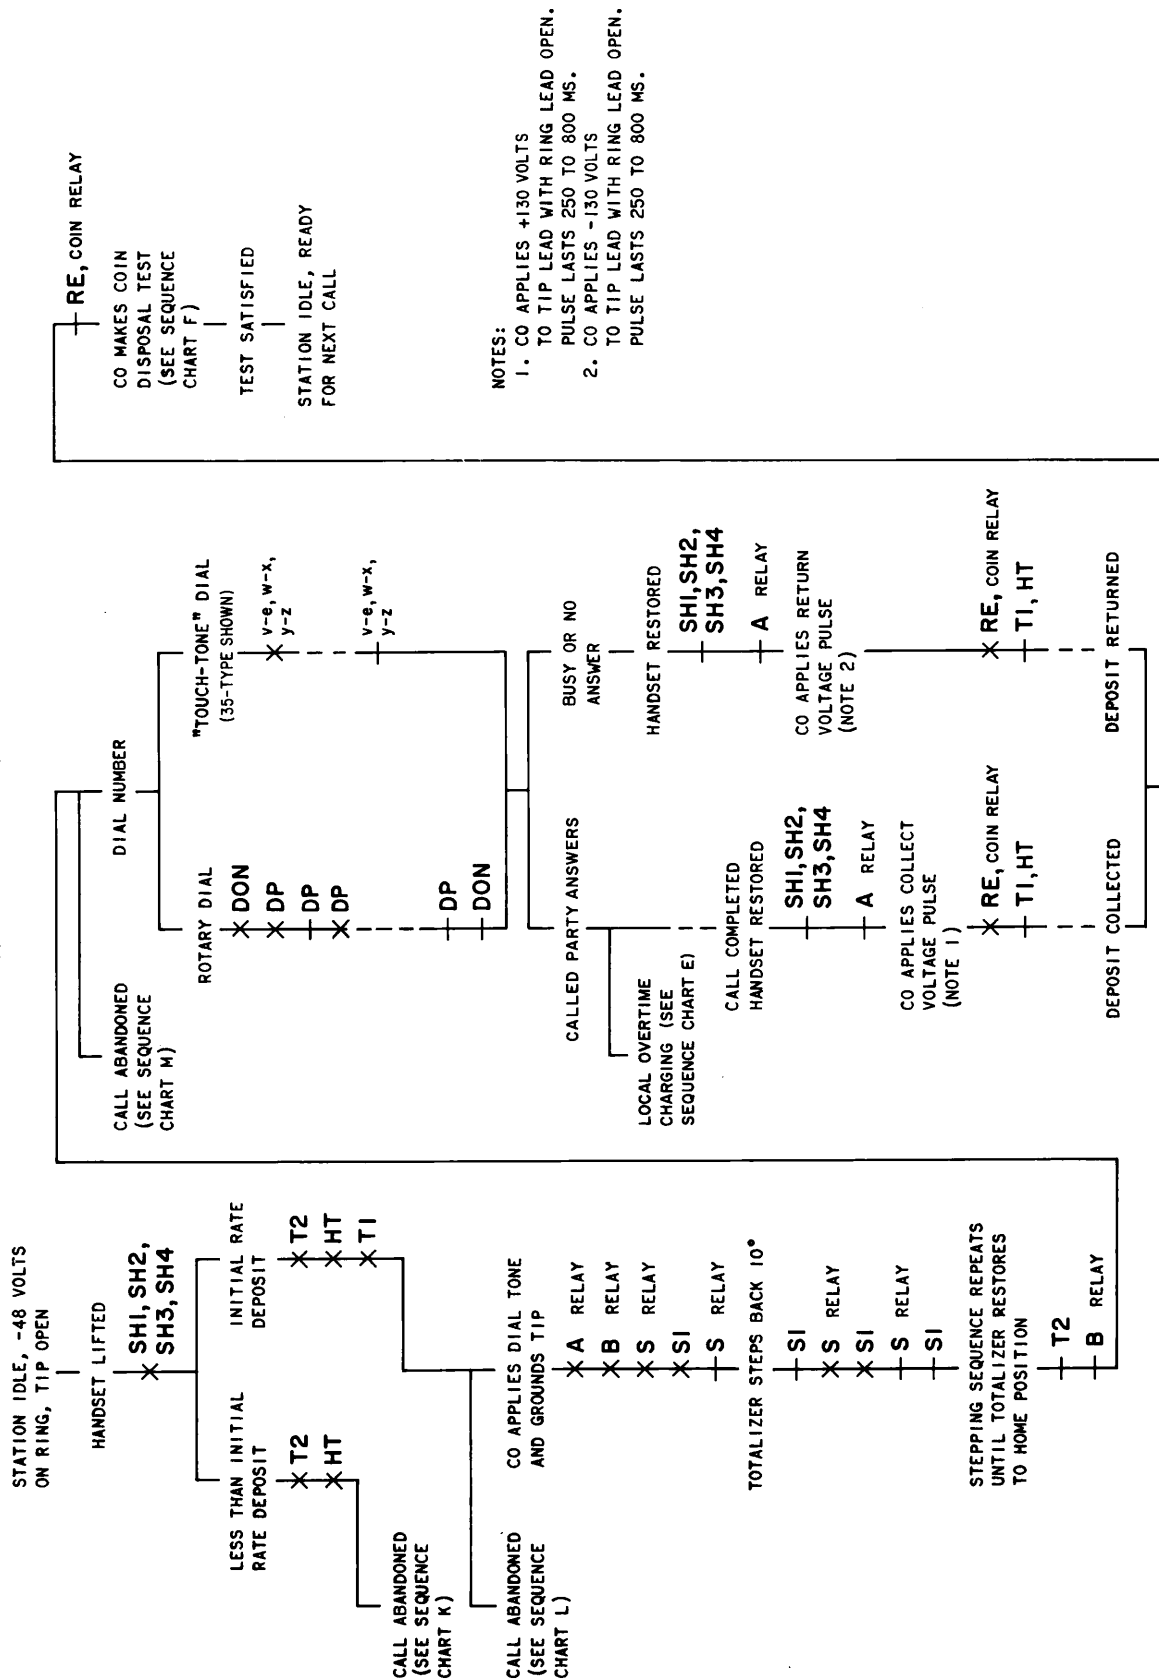 STATION IDLE, -48 VOLTS
ON RING, TIP OPEN
HANDSET LIFTED
SH1, SH2,
SH3, SH4
LESS THAN INITIAL
RATE DEPOSIT
T2
HT
CALL ABANDONED
(SEE SEQUENCE
CHART K)
INITIAL RATE
DEPOSIT
T2
HT
T1
CALL ABANDONED
(SEE SEQUENCE
CHART L)
CO APPLIES DIAL TONE
AND GROUNDS TIP
A RELAY
B RELAY
S RELAY
S1
S RELAY
TOTALIZER STEPS BACK 10°
S1
S RELAY
S1
S RELAY
S1
STEPPING SEQUENCE REPEATS
UNTIL TOTALIZER RESTORES
TO HOME POSITION
T2
B RELAY
CALL ABANDONED
(SEE SEQUENCE
CHART M)
DIAL NUMBER
ROTARY DIAL
DON
DP
DP
DP
DP
DON
"TOUCH-TONE" DIAL
(35-TYPE SHOWN)
v-e, w-x,
y-z
v-e, w-x,
y-z
CALLED PARTY ANSWERS
LOCAL OVERTIME
CHARGING (SEE
SEQUENCE CHART E)
CALL COMPLETED
HANDSET RESTORED
SH1, SH2,
SH3, SH4
A RELAY
CO APPLIES COLLECT
VOLTAGE PULSE
(NOTE 1)
RE, COIN RELAY
T1, HT
DEPOSIT COLLECTED
BUSY OR NO
ANSWER
HANDSET RESTORED
SH1, SH2,
SH3, SH4
A RELAY
CO APPLIES RETURN
VOLTAGE PULSE
(NOTE 2)
RE, COIN RELAY
T1, HT
DEPOSIT RETURNED
RE, COIN RELAY
CO MAKES COIN
DISPOSAL TEST
(SEE SEQUENCE
CHART F)
TEST SATISFIED
STATION IDLE, READY
FOR NEXT CALL
NOTES:
1. CO APPLIES +130 VOLTS
TO TIP LEAD WITH RING LEAD OPEN.
PULSE LASTS 250 TO 800 MS.
2. CO APPLIES -130 VOLTS
TO TIP LEAD WITH RING LEAD OPEN.
PULSE LASTS 250 TO 800 MS.